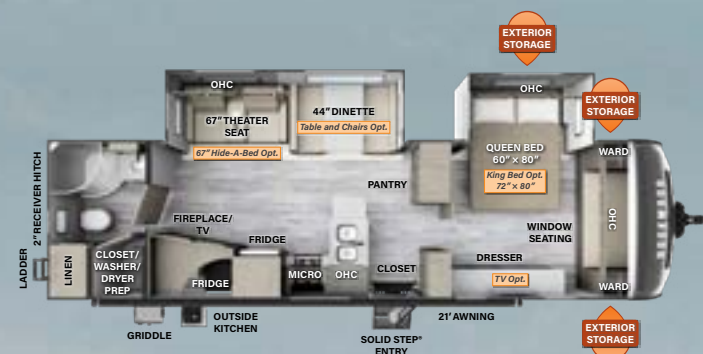 EXTERIOR
STORAGE
OHC
OHC
EXTERIOR
STORAGE
67" THEATER
SEAT
44" DINETTE
Table and Chairs Opt.
67" Hide-A-Bed Opt.
QUEEN BED
60" × 80"
King Bed Opt.
72" × 80"
WARD
PANTRY
2" RECEIVER HITCH
FIREPLACE/
TV
WINDOW
SEATING
OHC
FRIDGE
LADDER
LINEN
CLOSET/
WASHER/
DRYER
PREP
FRIDGE
MICRO
OHC
CLOSET
DRESSER
TV Opt.
WARD
GRIDDLE
OUTSIDE
KITCHEN
SOLID STEP®
ENTRY
21' AWNING
EXTERIOR
STORAGE